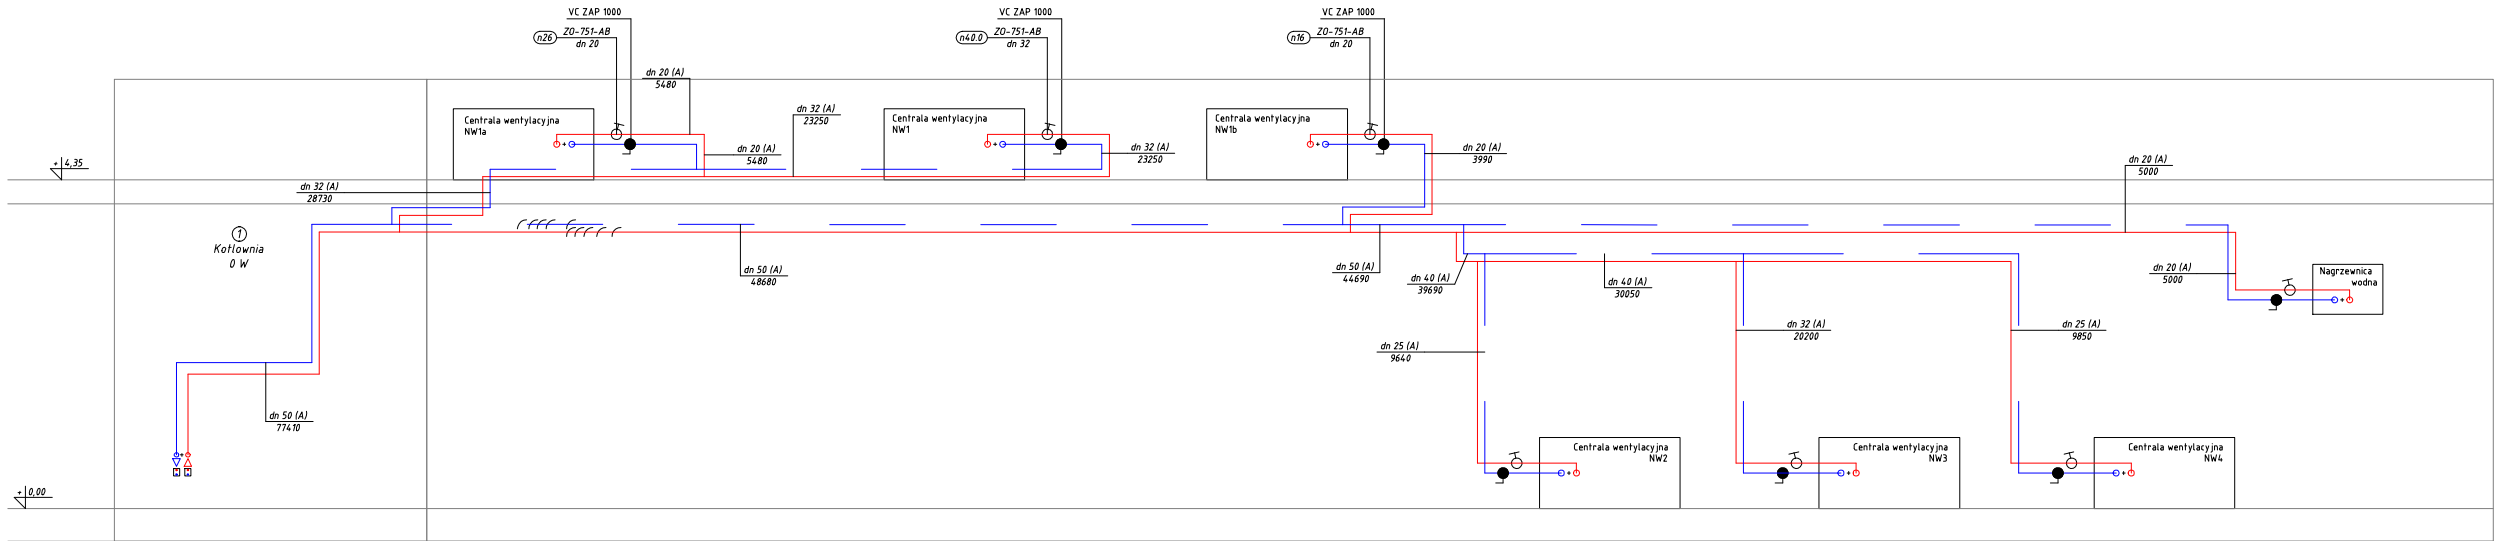 VC ZAP 1000
n26
ZO-751-AB
dn 20
VC ZAP 1000
n40.0
ZO-751-AB
dn 32
VC ZAP 1000
n16
ZO-751-AB
dn 20
dn 20 (A)
5480
Centrala wentylacyjna
NW1a
dn 32 (A)
23250
dn 20 (A)
5480
Centrala wentylacyjna
NW1
dn 32 (A)
23250
Centrala wentylacyjna
NW1b
dn 20 (A)
3990
dn 20 (A)
5000
+ 4,35
dn 32 (A)
28730
1
Kotłownia
0 W
dn 50 (A)
48680
dn 50 (A)
44690
dn 40 (A)
39690
dn 40 (A)
30050
dn 20 (A)
5000
Nagrzewnica
wodna
dn 25 (A)
9640
dn 32 (A)
20200
dn 25 (A)
9850
dn 50 (A)
77410
Centrala wentylacyjna
NW2
Centrala wentylacyjna
NW3
Centrala wentylacyjna
NW4
+ 0,00